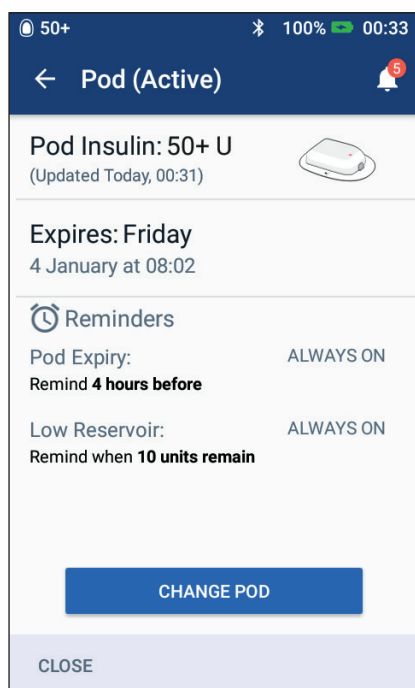 50+ 100% 00:33
Pod (Active) 5
Pod Insulin: 50+ U
(Updated Today, 00:31)
Expires: Friday
4 January at 08:02
Reminders
Pod Expiry: ALWAYS ON
Remind 4 hours before
Low Reservoir: ALWAYS ON
Remind when 10 units remain
CHANGE POD
CLOSE